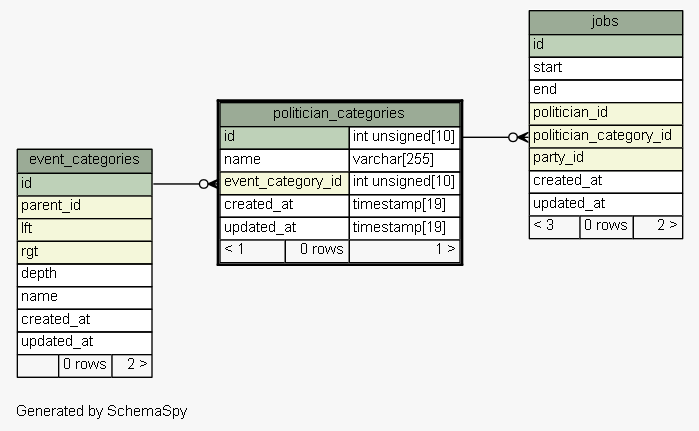 jobs
id
start
end
politician_id
politician_category_id
party_id
created_at
updated_at
< 3 0 rows 2 >
politician_categories
id int unsigned[10]
name varchar[255]
event_category_id int unsigned[10]
created_at timestamp[19]
updated_at timestamp[19]
< 1 0 rows 1 >
event_categories
id
parent_id
lft
rgt
depth
name
created_at
updated_at
0 rows 2 >
Generated by SchemaSpy